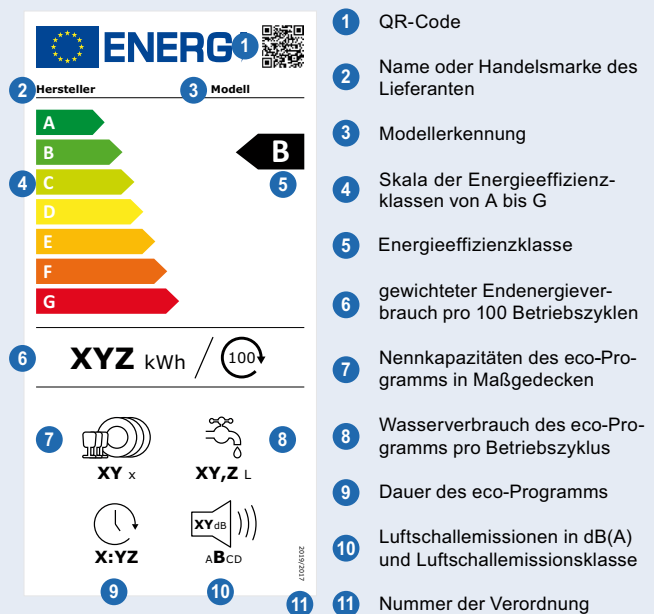 ENERG 1
2 Hersteller 3 Modell
A
B
B
4 C 5
D
E
F
G
6 XYZ kWh / 100
7 8
XY x XY,Z L
XYdB
X:YZ ABCD
2019/2017
9 10 11
1 QR-Code
2 Name oder Handelsmarke des
Lieferanten
3 Modellerkennung
4 Skala der Energieeffizienz-
klassen von A bis G
5 Energieeffizienzklasse
6 gewichteter Endenergiever-
brauch pro 100 Betriebszyklen
7 Nennkapazitäten des eco-Pro-
gramms in Maßgedecken
8 Wasserverbrauch des eco-Pro-
gramms pro Betriebszyklus
9 Dauer des eco-Programms
10 Luftschallemissionen in dB(A)
und Luftschallemissionsklasse
11 Nummer der Verordnung